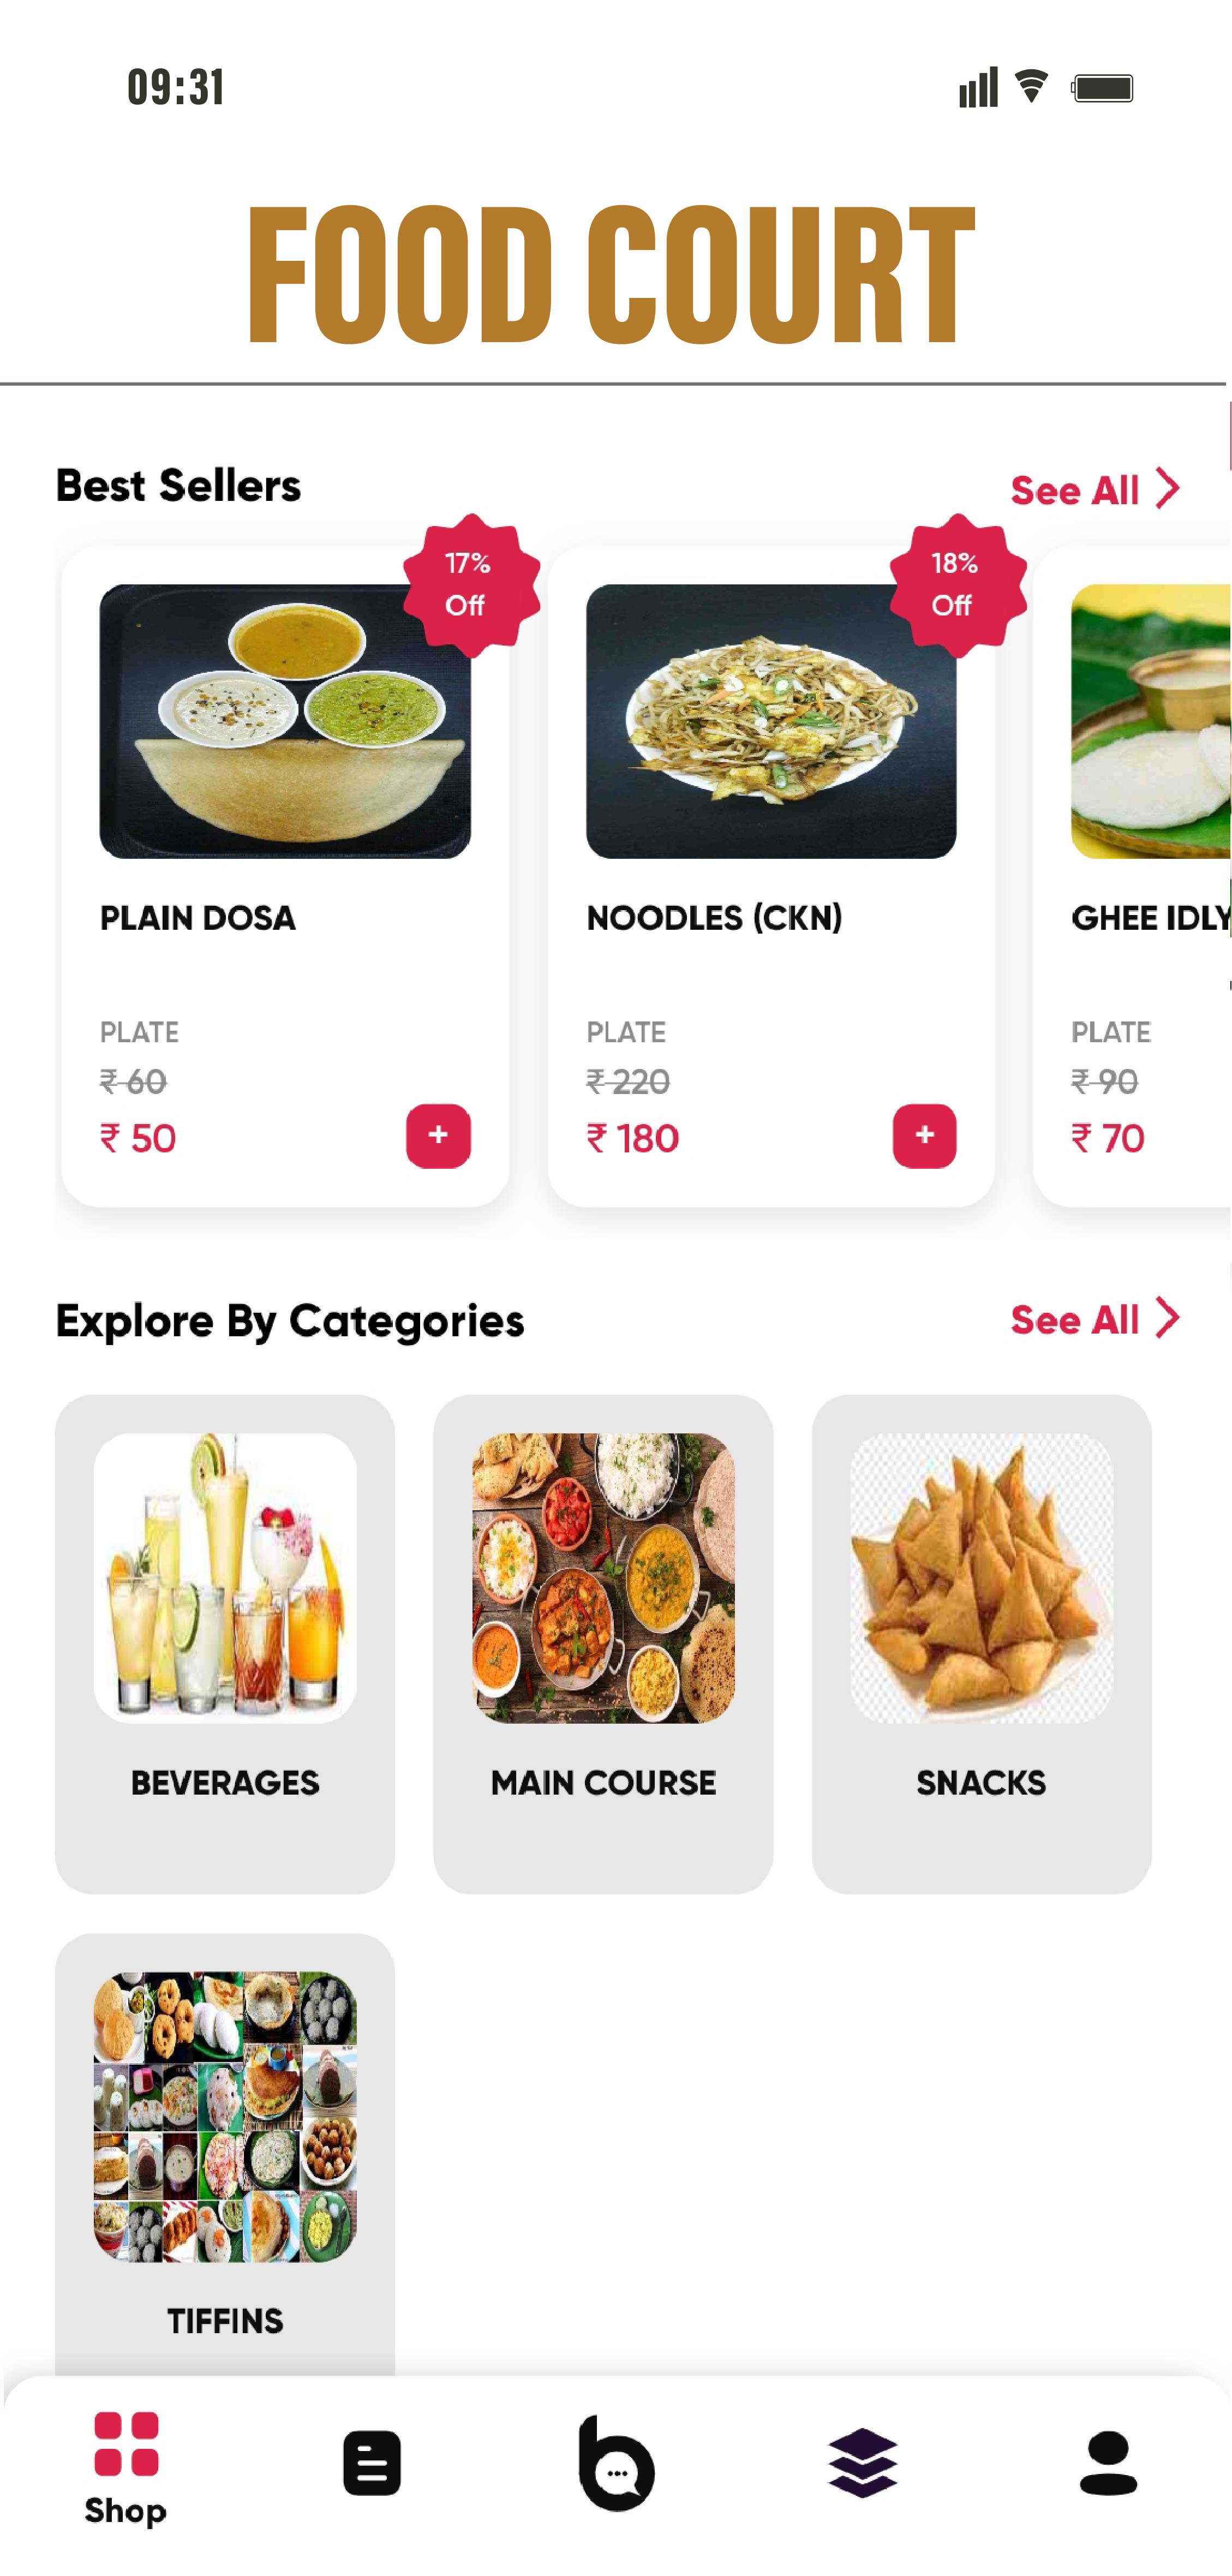 09:31
FOOD COURT
Best Sellers
See All
17%
Off
18%
Off
PLAIN DOSA
NOODLES (CKN)
GHEE IDLY
PLATE
PLATE
PLATE
₹ 60
₹ 220
₹ 90
₹ 50
+
₹ 180
+
₹ 70
Explore By Categories
See All
BEVERAGES
MAIN COURSE
SNACKS
TIFFINS
Shop